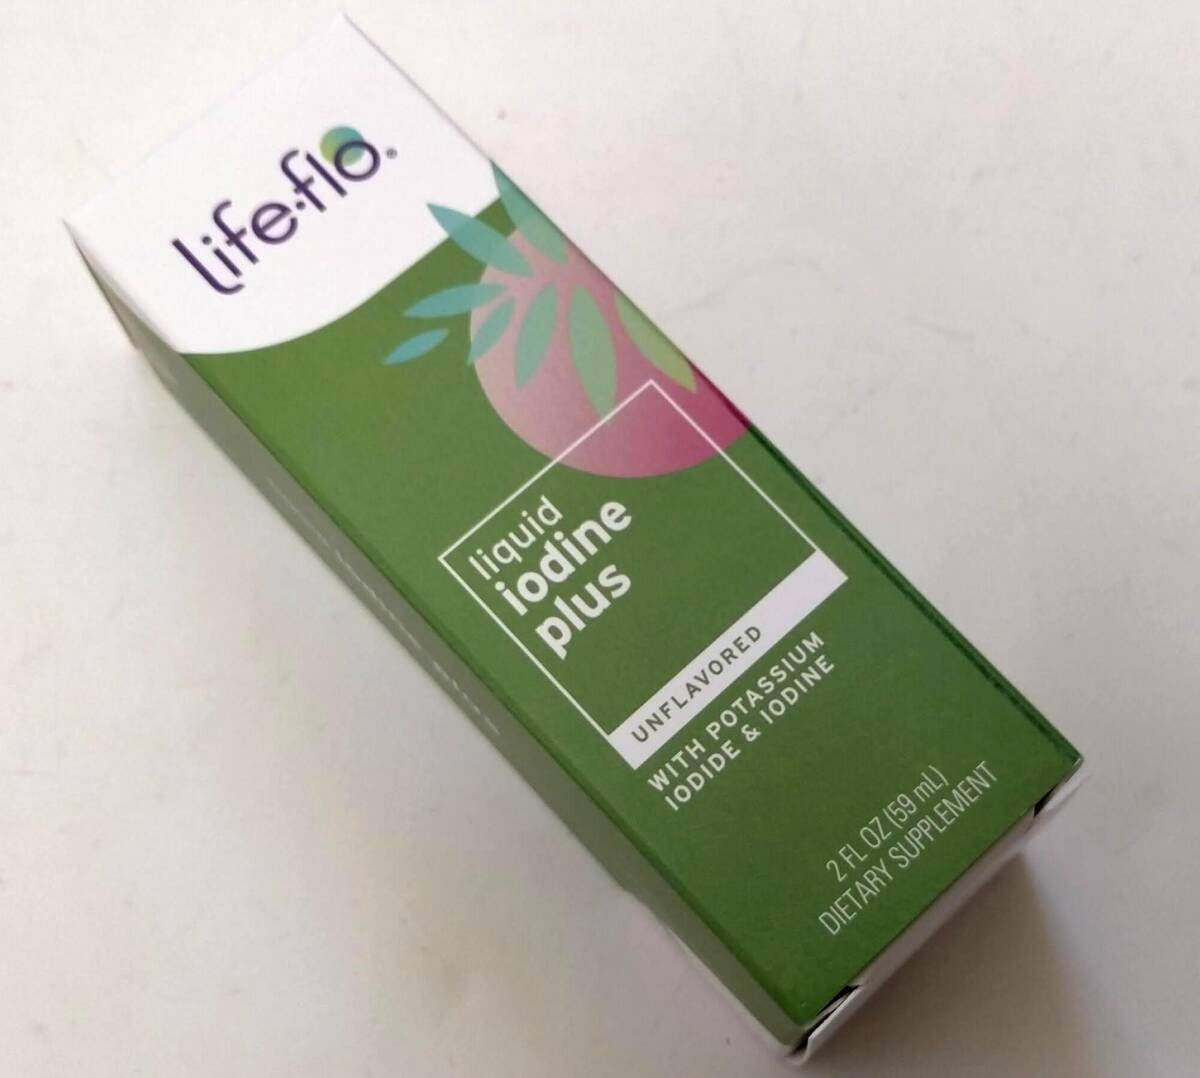 life-flo®
liquid
iodine
plus
UNFLAVORED
WITH POTASSIUM
IODIDE & IODINE
2 FL OZ (59 mL)
DIETARY SUPPLEMENT